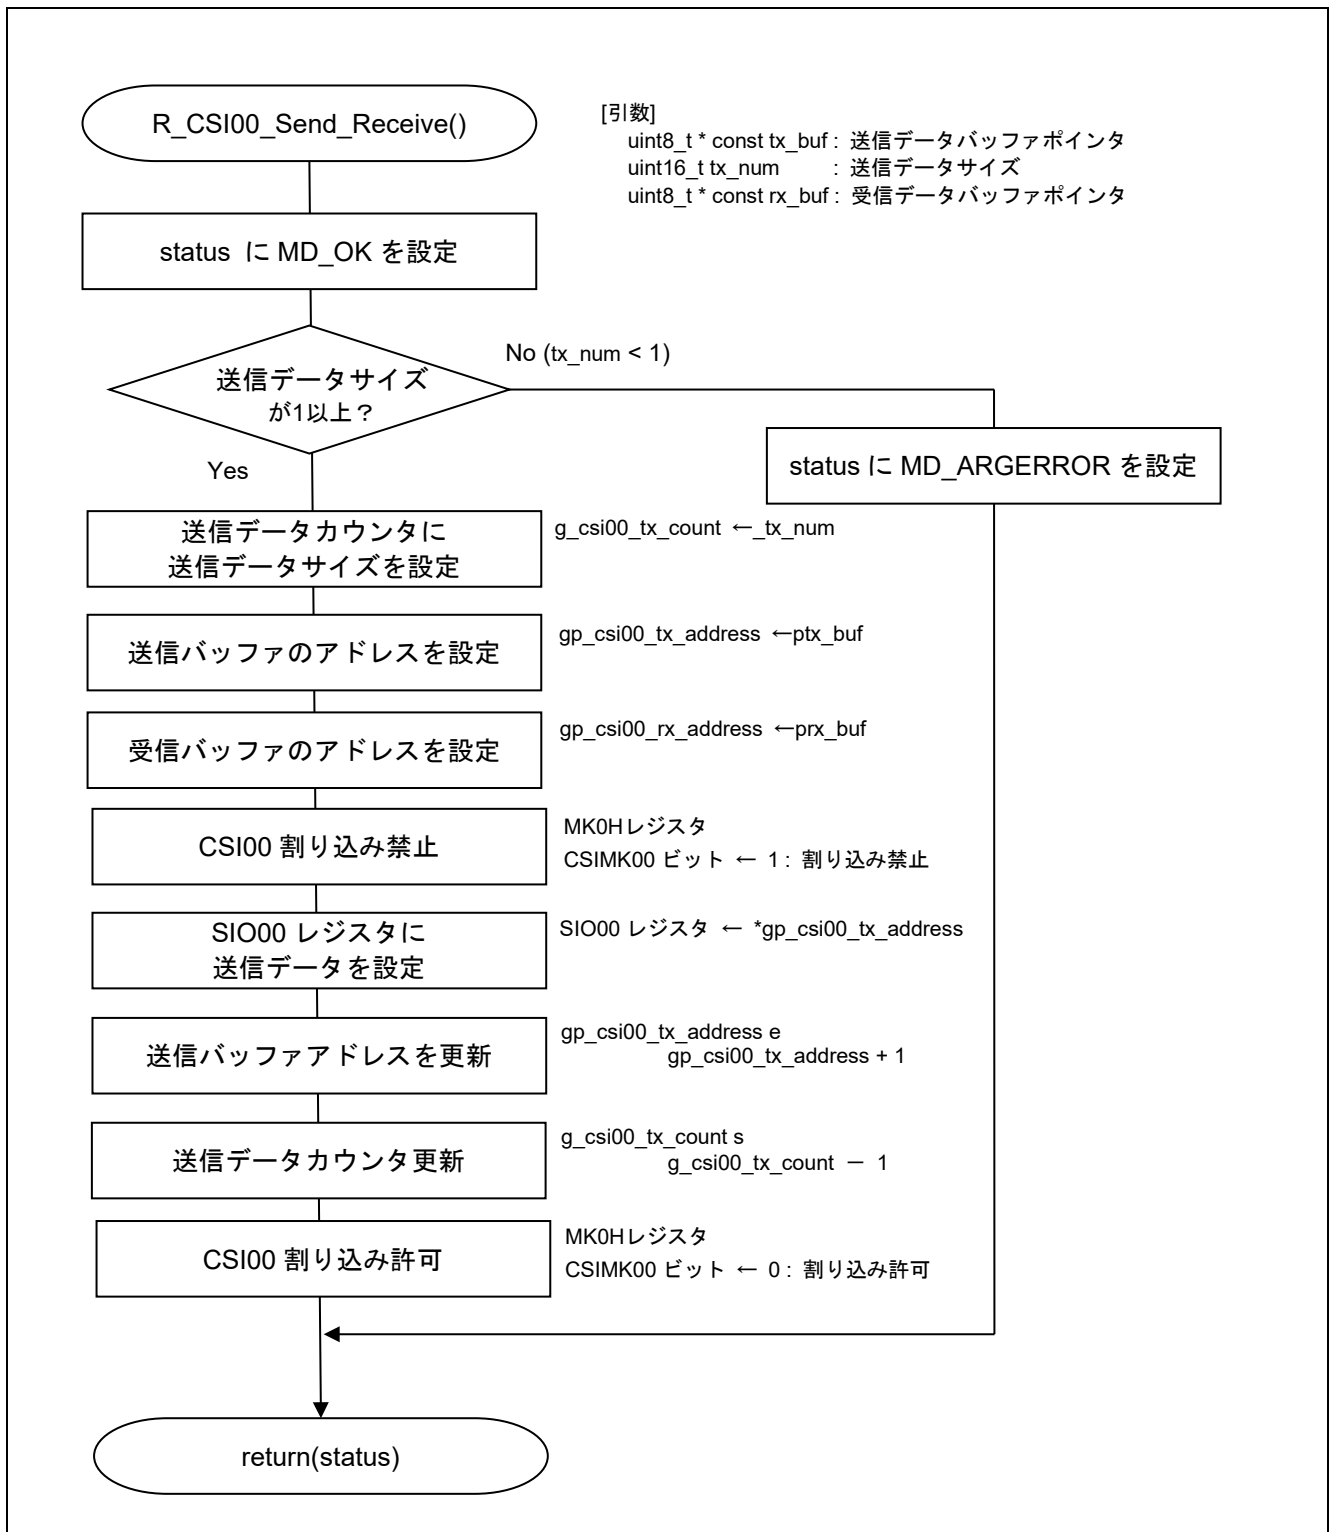 R_CSI00_Send_Receive()
[引数]
uint8_t * const tx_buf : 送信データバッファポインタ
uint16_t tx_num : 送信データサイズ
uint8_t * const rx_buf : 受信データバッファポインタ
status に MD_OK を設定
送信データサイズ
が1以上？
No (tx_num < 1)
Yes
status に MD_ARGERROR を設定
送信データカウンタに
送信データサイズを設定
g_csi00_tx_count ←_tx_num
送信バッファのアドレスを設定
gp_csi00_tx_address ←ptx_buf
受信バッファのアドレスを設定
gp_csi00_rx_address ←prx_buf
CSI00 割り込み禁止
MK0Hレジスタ
CSIMK00 ビット ← 1 : 割り込み禁止
SIO00 レジスタに
送信データを設定
SIO00 レジスタ ← *gp_csi00_tx_address
送信バッファアドレスを更新
gp_csi00_tx_address e
gp_csi00_tx_address + 1
送信データカウンタ更新
g_csi00_tx_count s
g_csi00_tx_count － 1
CSI00 割り込み許可
MK0Hレジスタ
CSIMK00 ビット ← 0 : 割り込み許可
return(status)